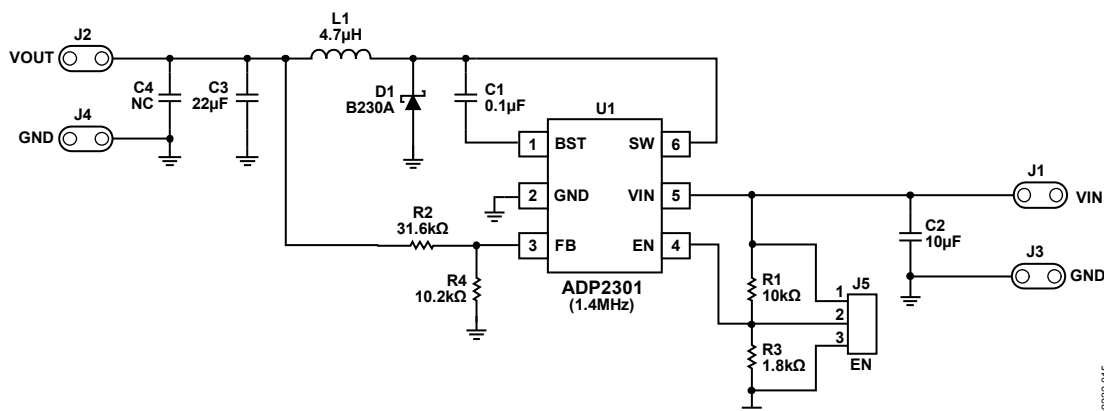 J2
VOUT
J4
GND
C4
NC
C3
22µF
L1
4.7µH
D1
B230A
C1
0.1µF
U1
1 BST SW 6
2 GND VIN 5
3 FB EN 4
ADP2301
(1.4MHz)
R2
31.6kΩ
R4
10.2kΩ
R1
10kΩ
R3
1.8kΩ
J5
1
2
3
EN
C2
10µF
J1
VIN
J3
GND